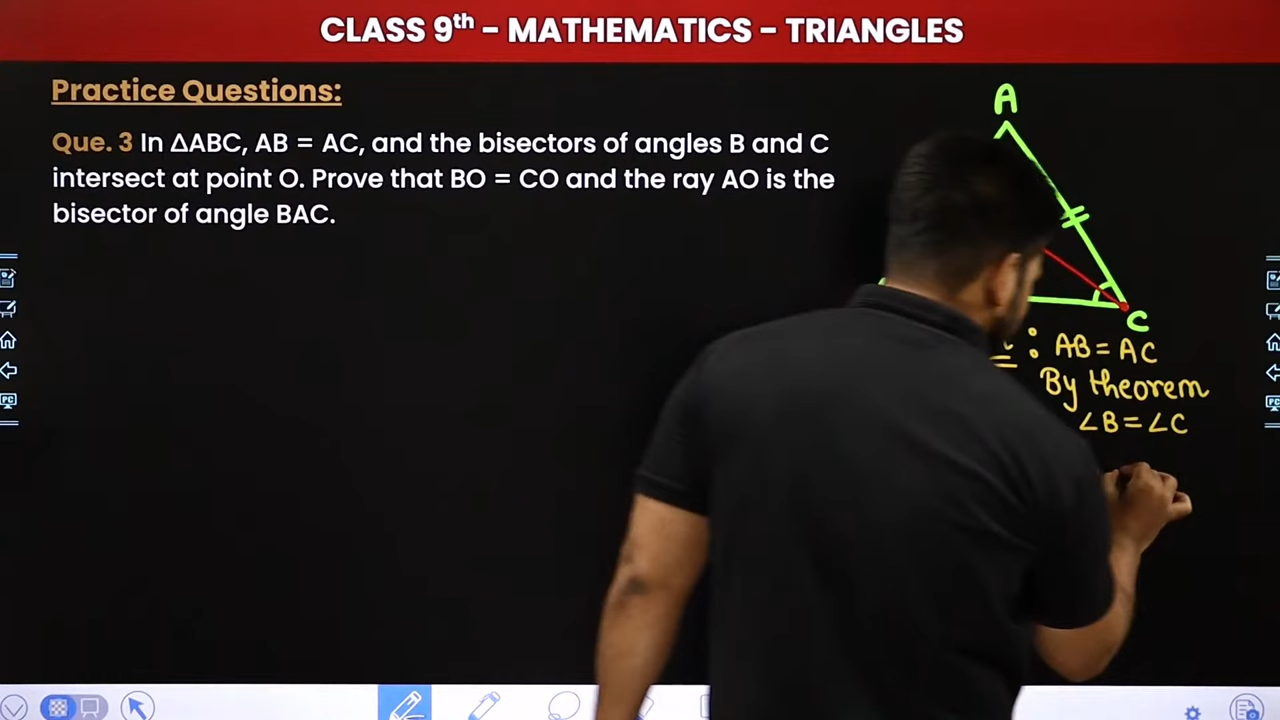 CLASS 9th - MATHEMATICS - TRIANGLES
Practice Questions:
Que. 3 In ΔABC, AB = AC, and the bisectors of angles B and C
intersect at point O. Prove that BO = CO and the ray AO is the
bisector of angle BAC.
A
C
: AB = AC
By theorem
∠B = ∠C